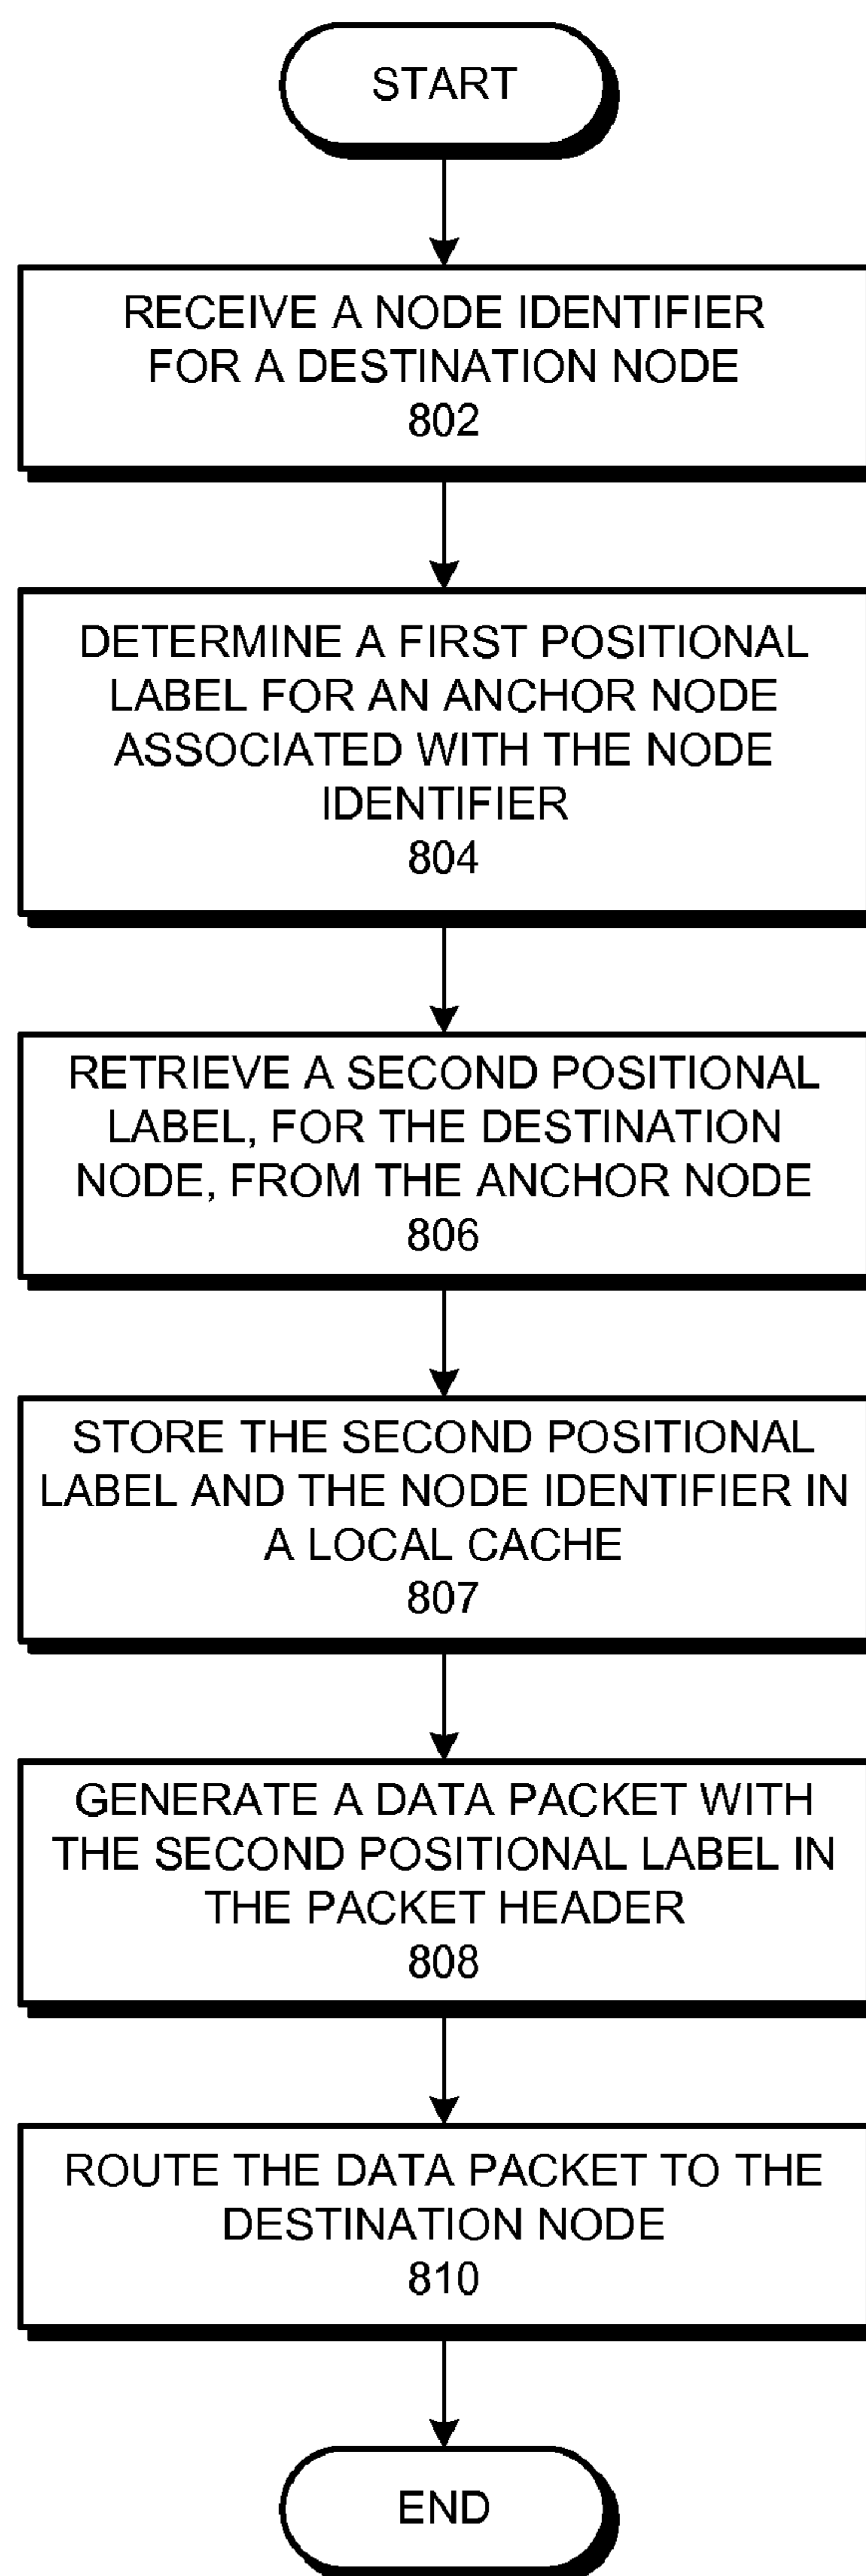 START
RECEIVE A NODE IDENTIFIER
FOR A DESTINATION NODE
802
DETERMINE A FIRST POSITIONAL
LABEL FOR AN ANCHOR NODE
ASSOCIATED WITH THE NODE
IDENTIFIER
804
RETRIEVE A SECOND POSITIONAL
LABEL, FOR THE DESTINATION
NODE, FROM THE ANCHOR NODE
806
STORE THE SECOND POSITIONAL
LABEL AND THE NODE IDENTIFIER IN
A LOCAL CACHE
807
GENERATE A DATA PACKET WITH
THE SECOND POSITIONAL LABEL IN
THE PACKET HEADER
808
ROUTE THE DATA PACKET TO THE
DESTINATION NODE
810
END